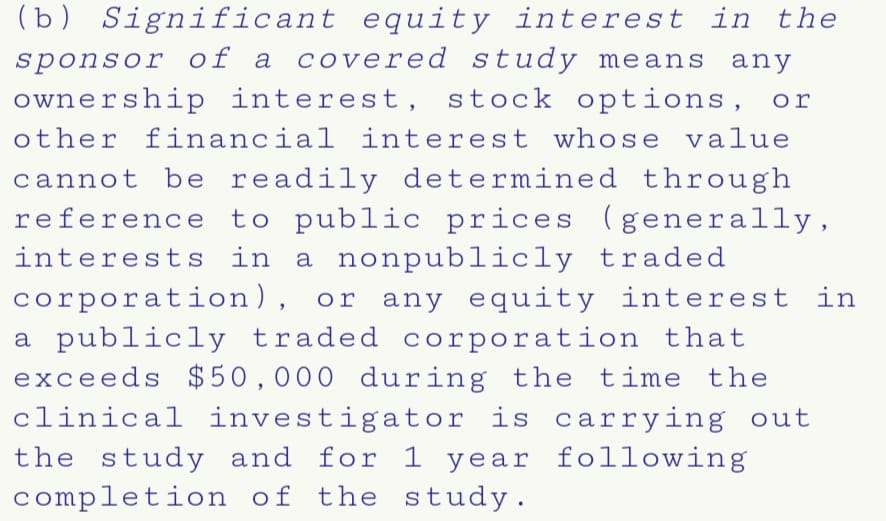 (b) Significant equity interest in the
sponsor of a covered study means any
ownership interest, stock options, or
other financial interest whose value
cannot be readily determined through
reference to public prices (generally,
interests in a nonpublicly traded
corporation), or any equity interest in
a publicly traded corporation that
exceeds $50,000 during the time the
clinical investigator is carrying out
the study and for 1 year following
completion of the study.